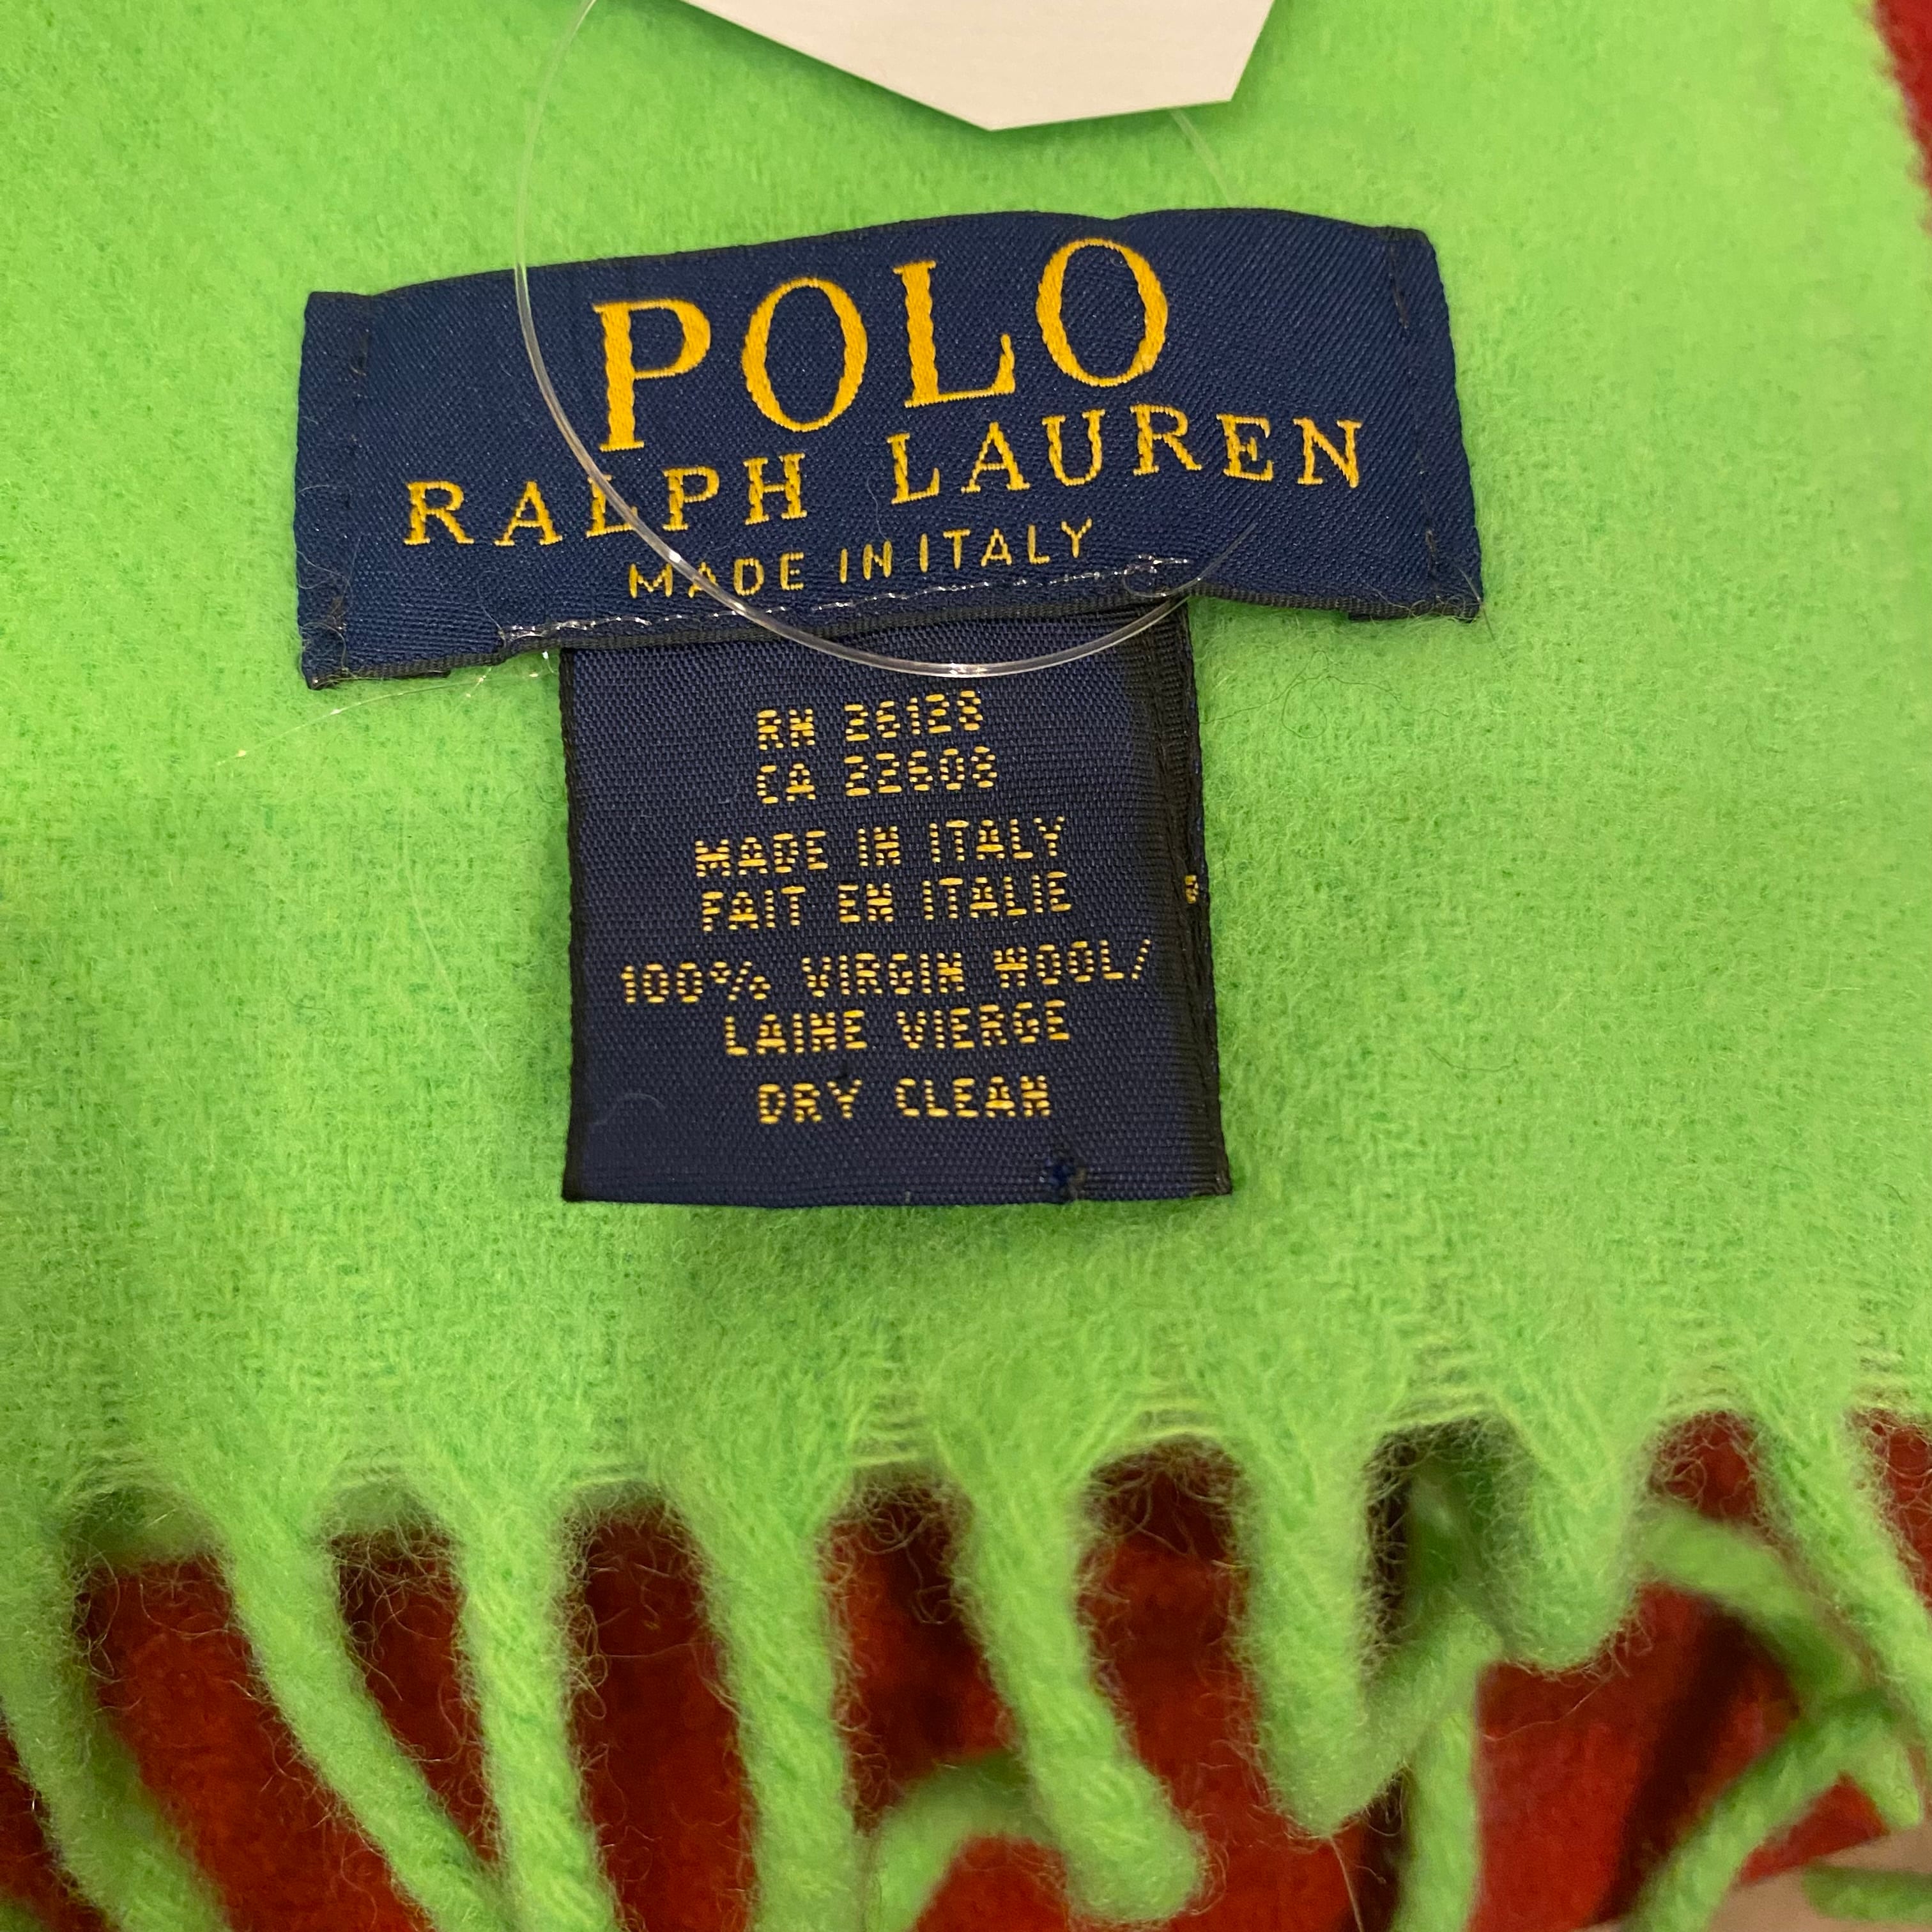 POLO
RALPH LAUREN
MADE IN ITALY
RN 26128
CA 22608
MADE IN ITALY
FAIT EN ITALIE
100% VIRGIN WOOL/
LAINE VIERGE
DRY CLEAN